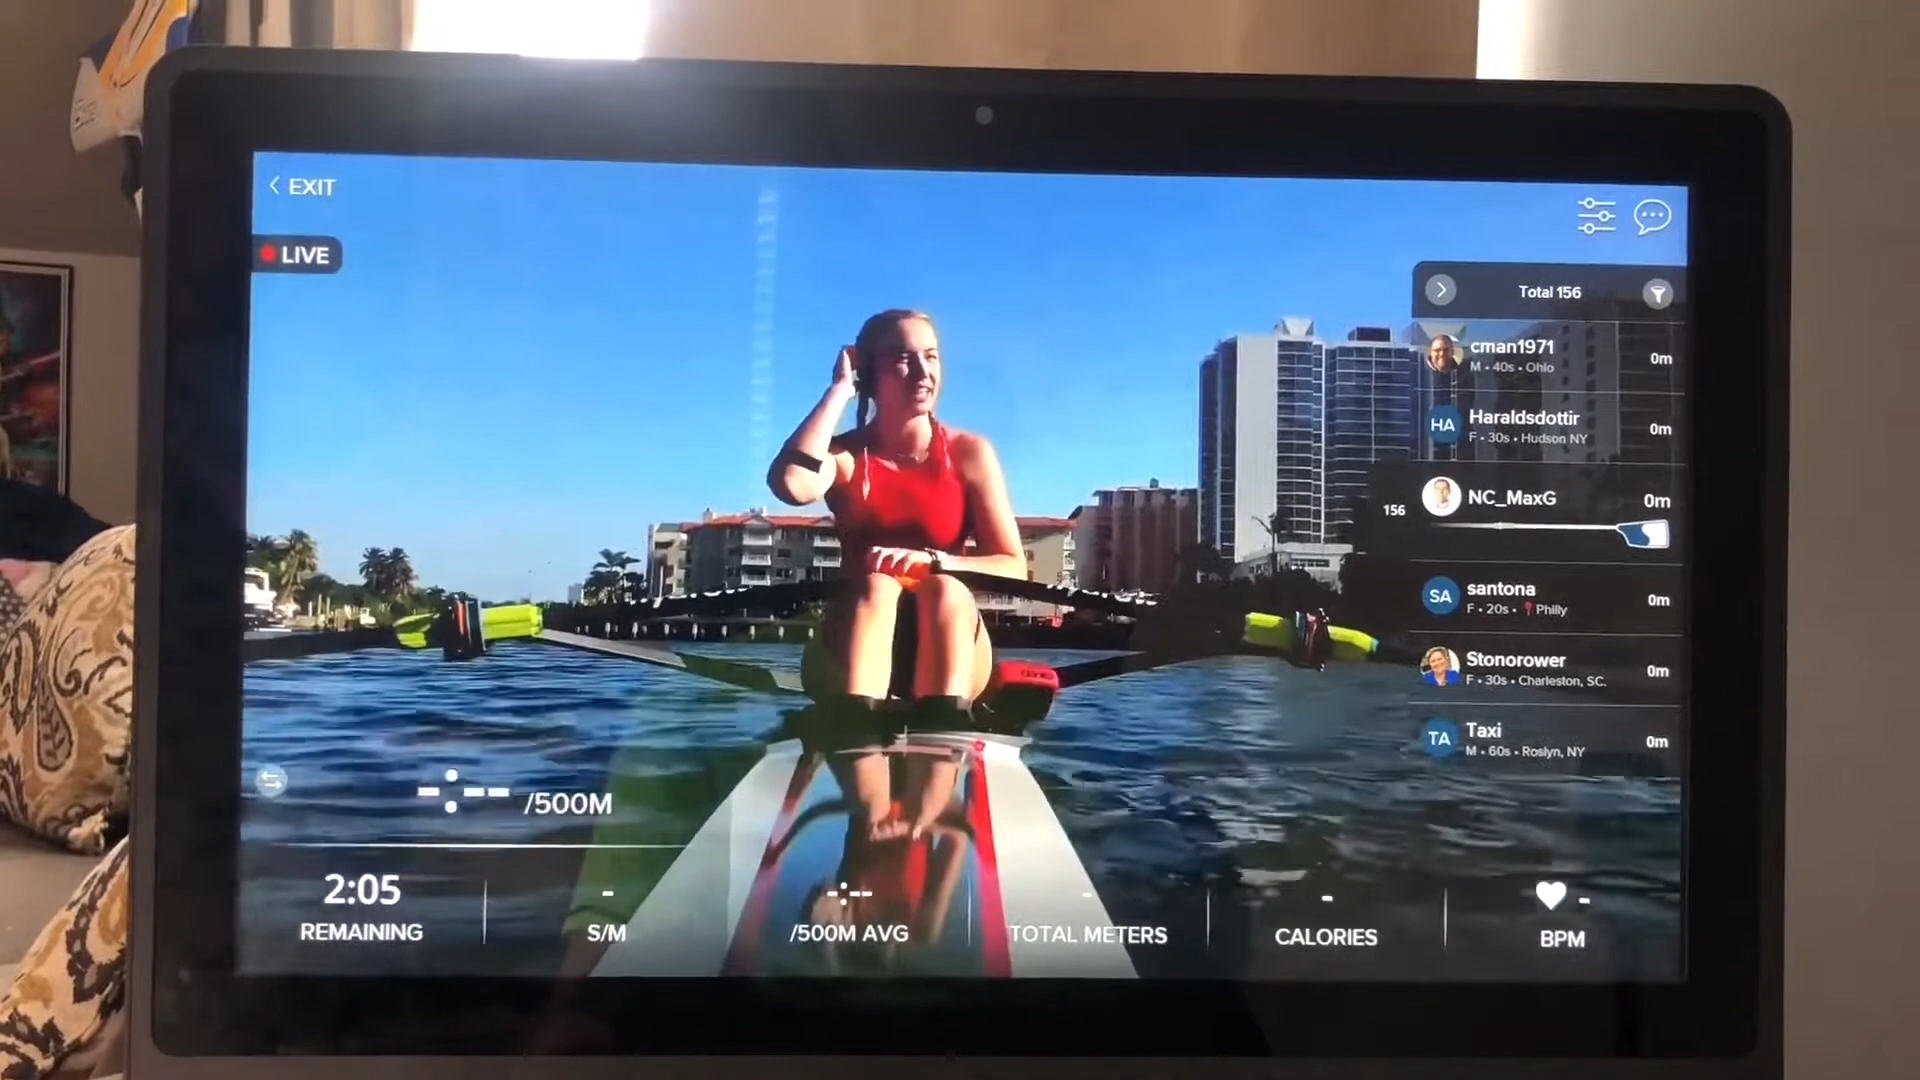 EXIT
LIVE
Total 156
cman1971
0m
M • 40s • Ohio
HA
Haraldsdottir
0m
F • 30s • Hudson NY
156
NC_MaxG
0m
SA
santona
0m
F • 20s • Philly
Stonorower
0m
F • 30s • Charleston, SC.
TA
Taxi
0m
M • 60s • Roslyn, NY
-:-- /500M
2:05
REMAINING
-
S/M
-:--
/500M AVG
-
TOTAL METERS
-
CALORIES
-
BPM